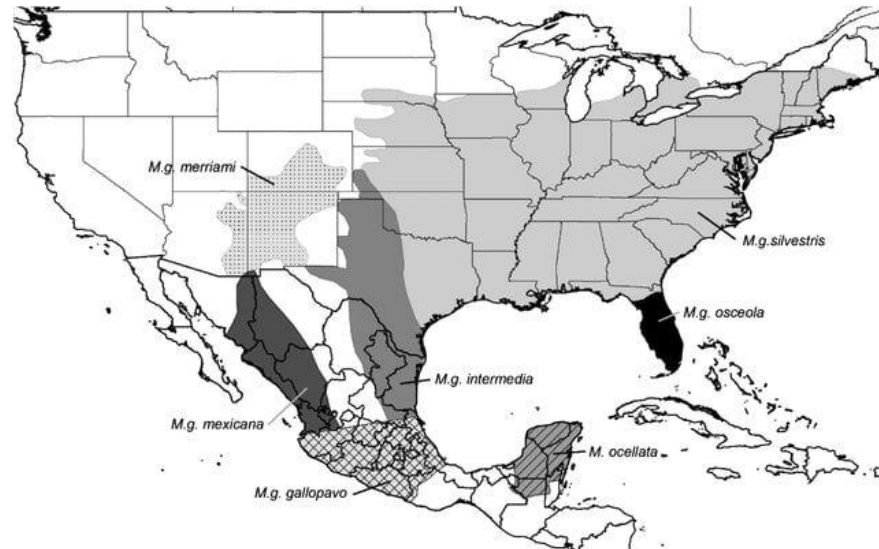 M.g. merriami
M.g.silvestris
M.g. osceola
M.g. intermedia
M.g. mexicana
M. ocellata
M.g. gallopavo